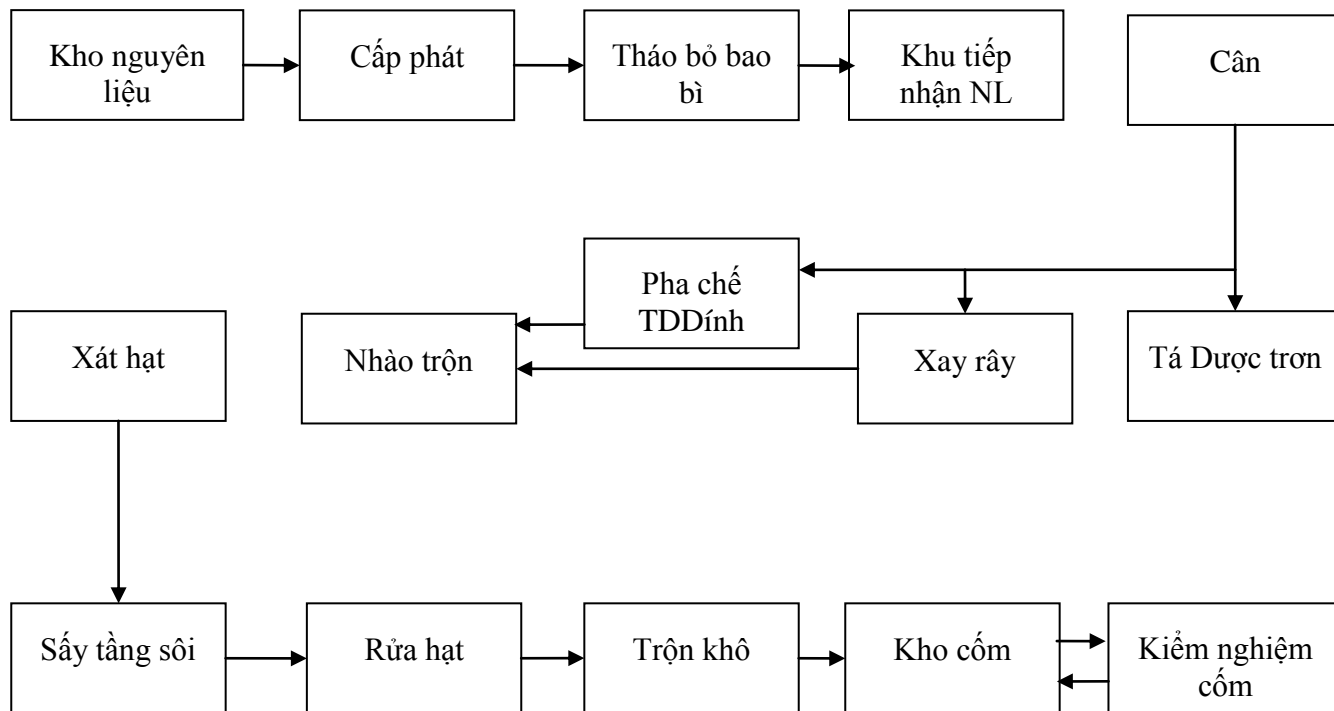 Kho nguyên
liệu
Cấp phát
Tháo bỏ bao
bì
Khu tiếp
nhận NL
Cân
Pha chế
TDDính
Xát hạt
Nhào trộn
Xay rây
Tá Dược trơn
Sấy tầng sôi
Rửa hạt
Trộn khô
Kho cốm
Kiểm nghiệm
cốm